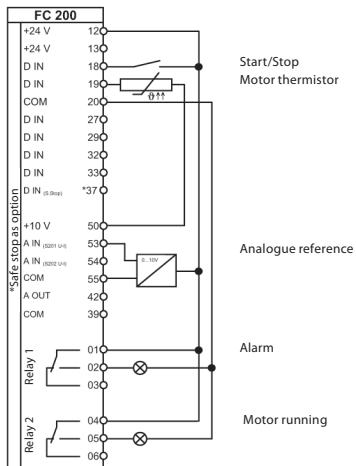 FC 200
+24 V 12
+24 V 13
D IN 18
D IN 19
COM 20
D IN 27
D IN 29
D IN 32
D IN 33
D IN (S.Stop) *37
+10 V 50
A IN (S201 U-I) 53
A IN (S202 U-I) 54
COM 55
A OUT 42
COM 39
*Safe stop as option
Relay 1
01
02
03
Relay 2
04
05
06
ϑ↑↑
0...10V
Start/Stop
Motor thermistor
Analogue reference
Alarm
Motor running